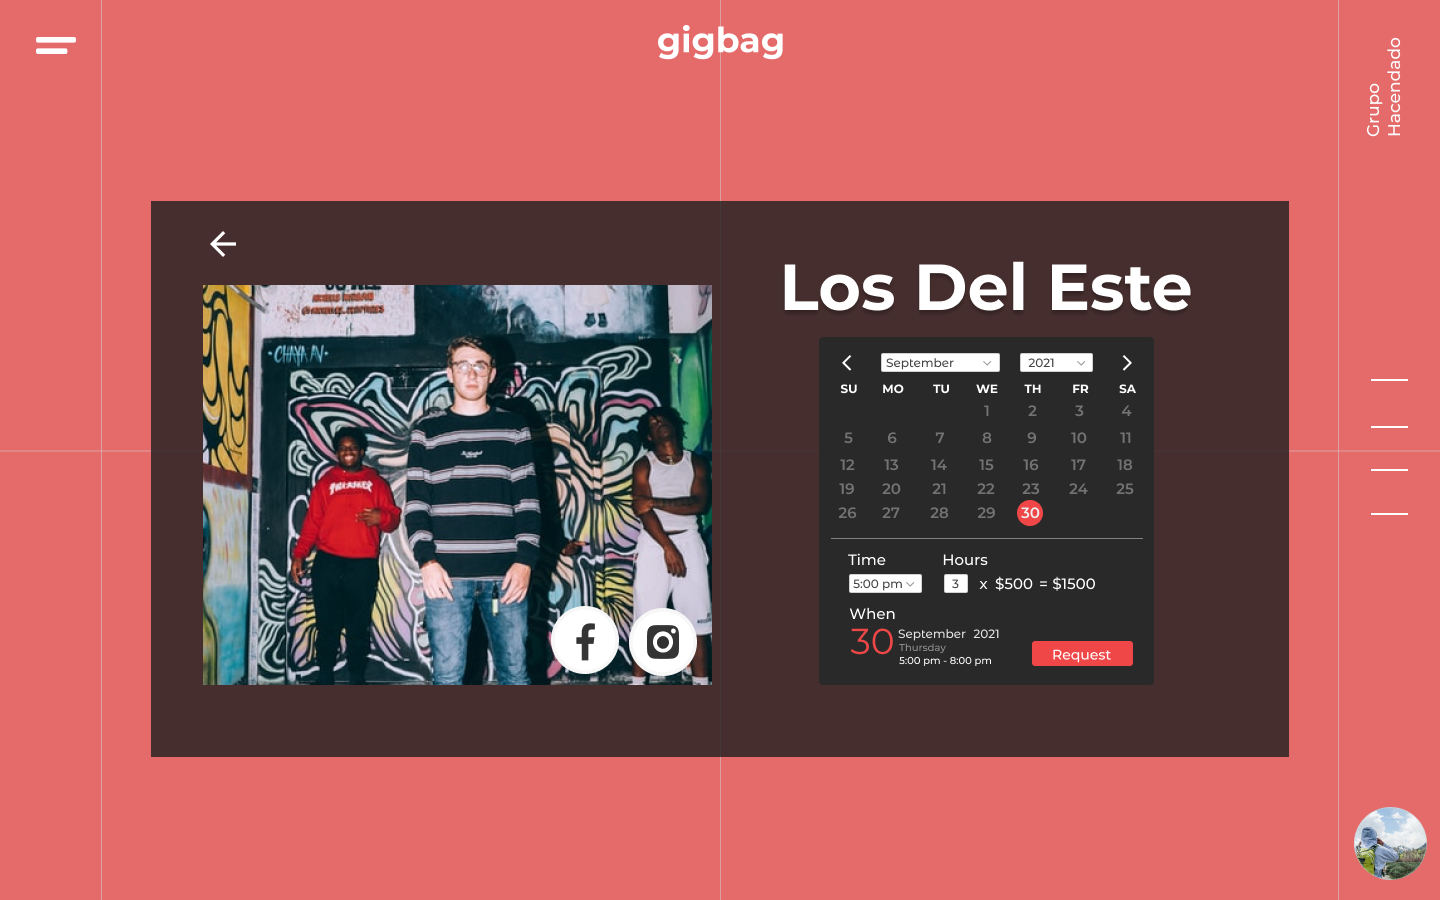 gigbag
Grupo
Hacendado
Los Del Este
CHAYA AV
THRASHER
September 2021
SU MO TU WE TH FR SA
1 2 3 4
5 6 7 8 9 10 11
12 13 14 15 16 17 18
19 20 21 22 23 24 25
26 27 28 29 30
Time Hours
5:00 pm 3 x $500 = $1500
When
30 September 2021
Thursday
5:00 pm - 8:00 pm
Request